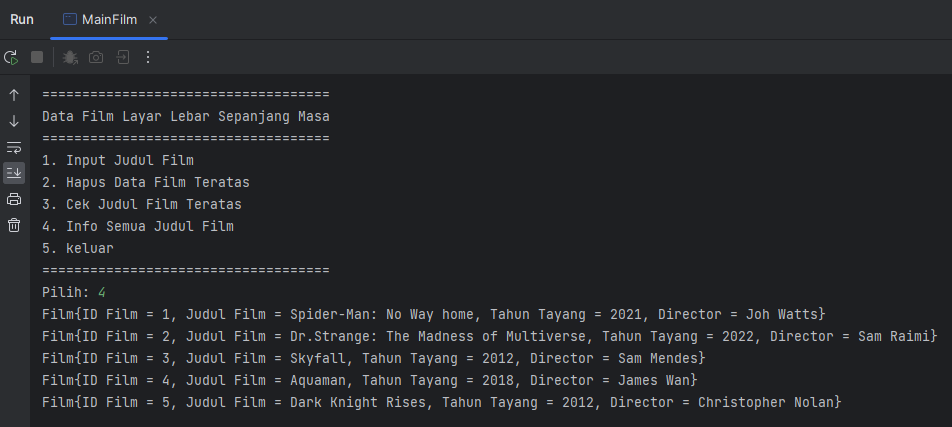 Run MainFilm
====================================
Data Film Layar Lebar Sepanjang Masa
====================================
1. Input Judul Film
2. Hapus Data Film Teratas
3. Cek Judul Film Teratas
4. Info Semua Judul Film
5. keluar
====================================
Pilih: 4
Film{ID Film = 1, Judul Film = Spider-Man: No Way home, Tahun Tayang = 2021, Director = Joh Watts}
Film{ID Film = 2, Judul Film = Dr.Strange: The Madness of Multiverse, Tahun Tayang = 2022, Director = Sam Raimi}
Film{ID Film = 3, Judul Film = Skyfall, Tahun Tayang = 2012, Director = Sam Mendes}
Film{ID Film = 4, Judul Film = Aquaman, Tahun Tayang = 2018, Director = James Wan}
Film{ID Film = 5, Judul Film = Dark Knight Rises, Tahun Tayang = 2012, Director = Christopher Nolan}